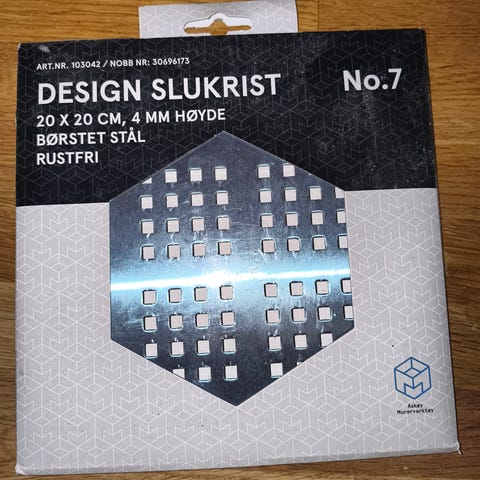 ART.NR. 103042 / NOBB NR: 30696173
DESIGN SLUKRIST
No.7
20 X 20 CM, 4 MM HØYDE
BØRSTET STÅL
RUSTFRI
Askøy
Murerverktøy